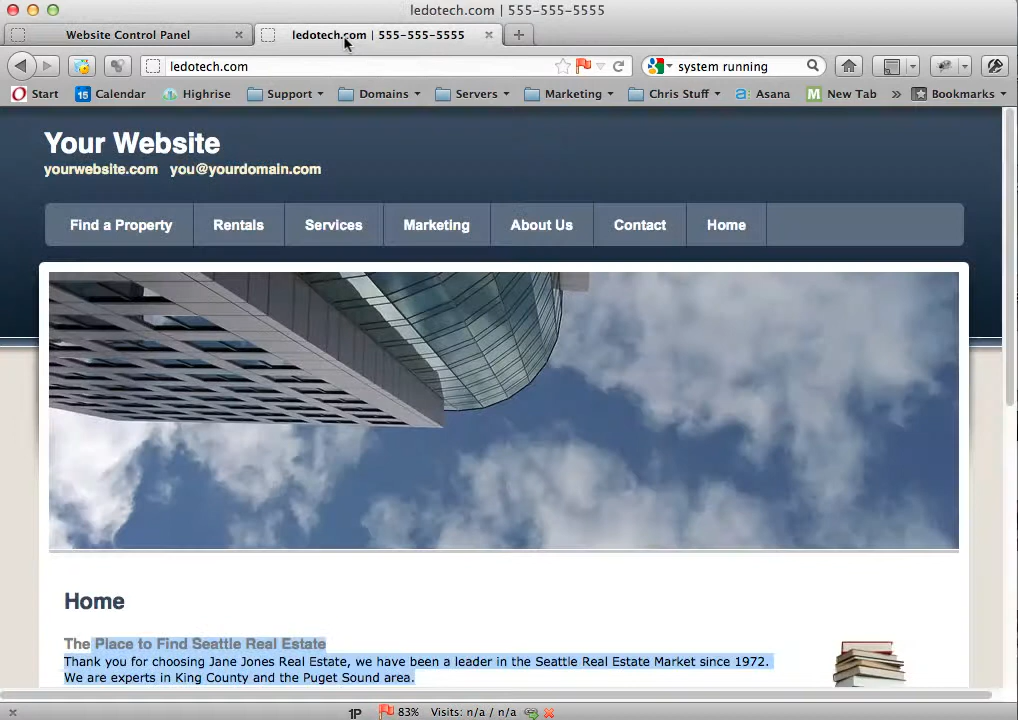 ledotech.com | 555-555-5555
Website Control Panel
ledotech.com | 555-555-5555
ledotech.com
system running
Start
Calendar
Highrise
Support
Domains
Servers
Marketing
Chris Stuff
Asana
New Tab
Bookmarks
Your Website
yourwebsite.com you@yourdomain.com
Find a Property
Rentals
Services
Marketing
About Us
Contact
Home
Home
The Place to Find Seattle Real Estate
Thank you for choosing Jane Jones Real Estate, we have been a leader in the Seattle Real Estate Market since 1972.
We are experts in King County and the Puget Sound area.
1P 83% Visits: n/a / n/a